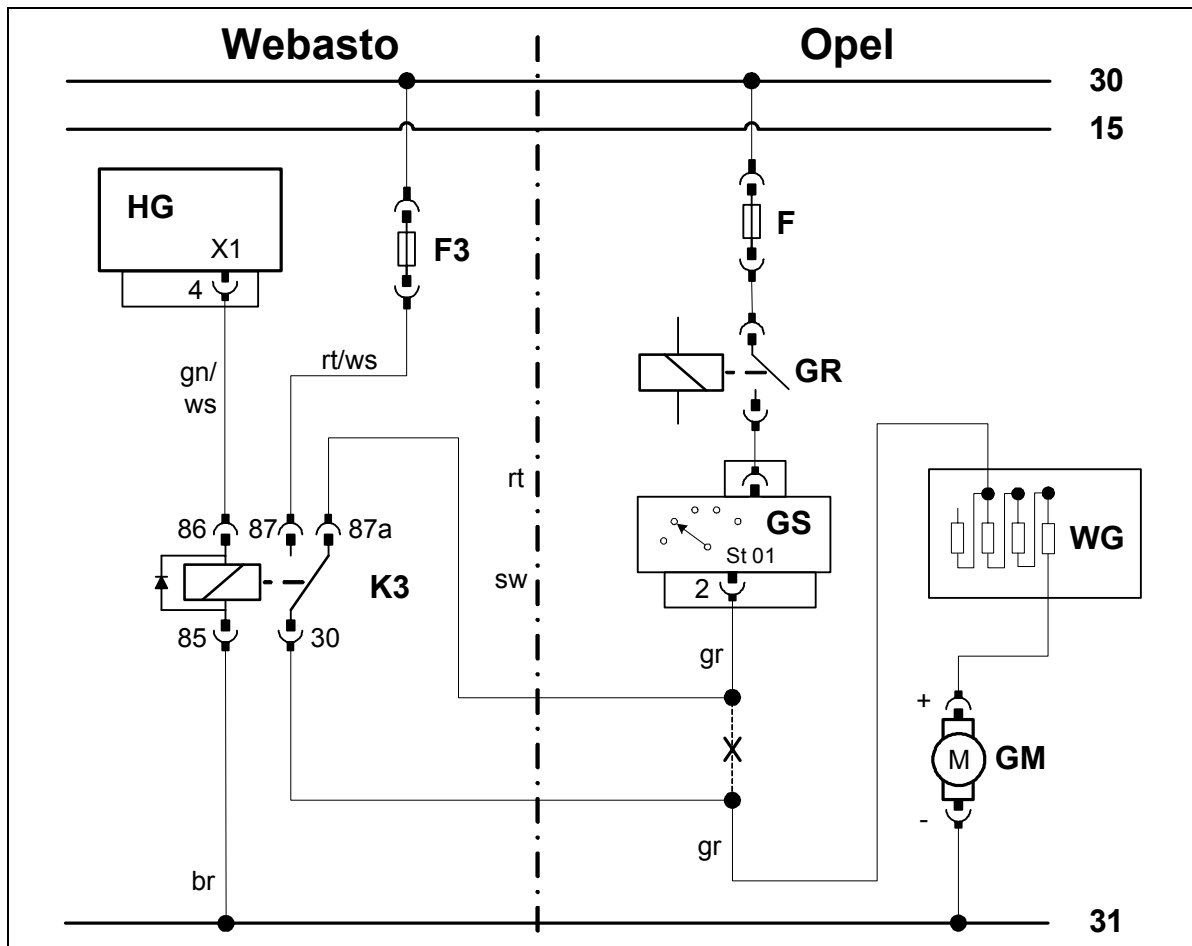 Webasto
Opel
30
15
HG
X1
4
F3
F
rt/ws
gn/
ws
GR
rt
GS
St 01
2
WG
86
87
87a
K3
sw
85
30
gr
+
M
GM
-
gr
br
31